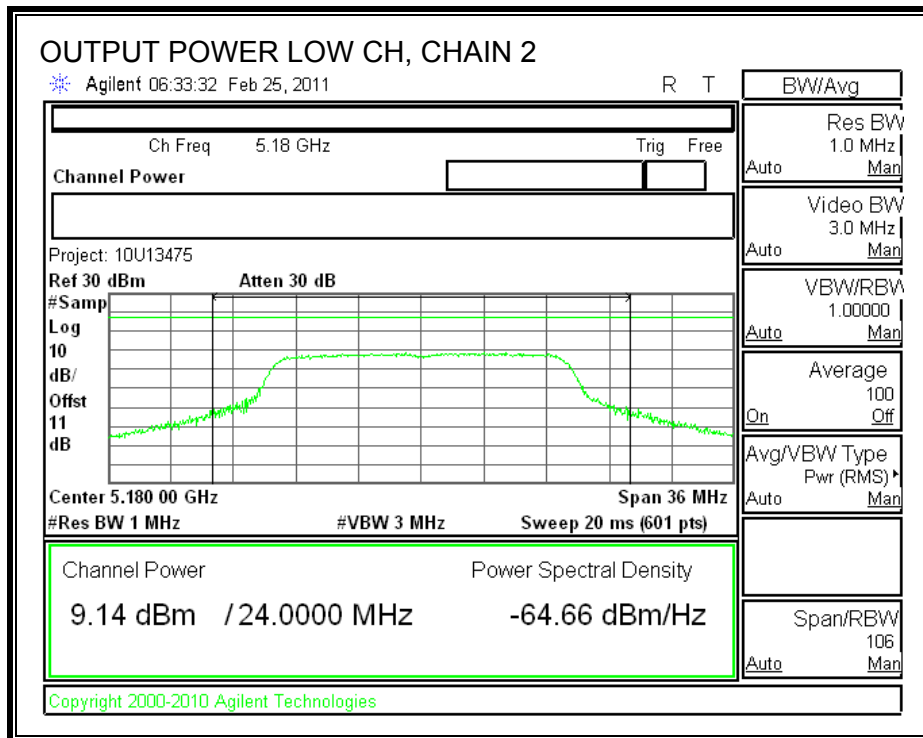 OUTPUT POWER LOW CH, CHAIN 2
Agilent 06:33:32 Feb 25, 2011 R T
Ch Freq 5.18 GHz Trig Free
Channel Power
Project: 10U13475
Ref 30 dBm Atten 30 dB
#Samp
Log
10
dB/
Offst
11
dB
Center 5.180 00 GHz Span 36 MHz
#Res BW 1 MHz #VBW 3 MHz Sweep 20 ms (601 pts)
Channel Power Power Spectral Density
9.14 dBm / 24.0000 MHz -64.66 dBm/Hz
Copyright 2000-2010 Agilent Technologies
BW/Avg
Res BW
1.0 MHz
Auto Man
Video BW
3.0 MHz
Auto Man
VBW/RBW
1.00000
Auto Man
Average
100
On Off
Avg/VBW Type
Pwr (RMS)
Auto Man
Span/RBW
106
Auto Man